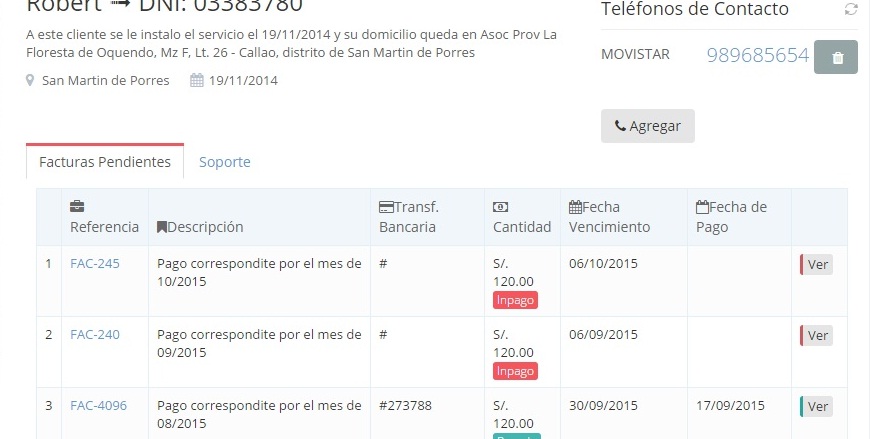 Robert ➟ DNI: 03383780
A este cliente se le instalo el servicio el 19/11/2014 y su domicilio queda en Asoc Prov La
Floresta de Oquendo, Mz F, Lt. 26 - Callao, distrito de San Martin de Porres
San Martin de Porres 19/11/2014
Teléfonos de Contacto
MOVISTAR 989685654
Agregar
Facturas Pendientes Soporte
Referencia Descripción Transf. Bancaria Cantidad Fecha Vencimiento Fecha de Pago
1 FAC-245 Pago correspondite por el mes de # S/. 06/10/2015 Ver
10/2015 120.00
Inpago
2 FAC-240 Pago correspondite por el mes de # S/. 06/09/2015 Ver
09/2015 120.00
Inpago
3 FAC-4096 Pago correspondite por el mes de #273788 S/. 30/09/2015 17/09/2015 Ver
08/2015 120.00